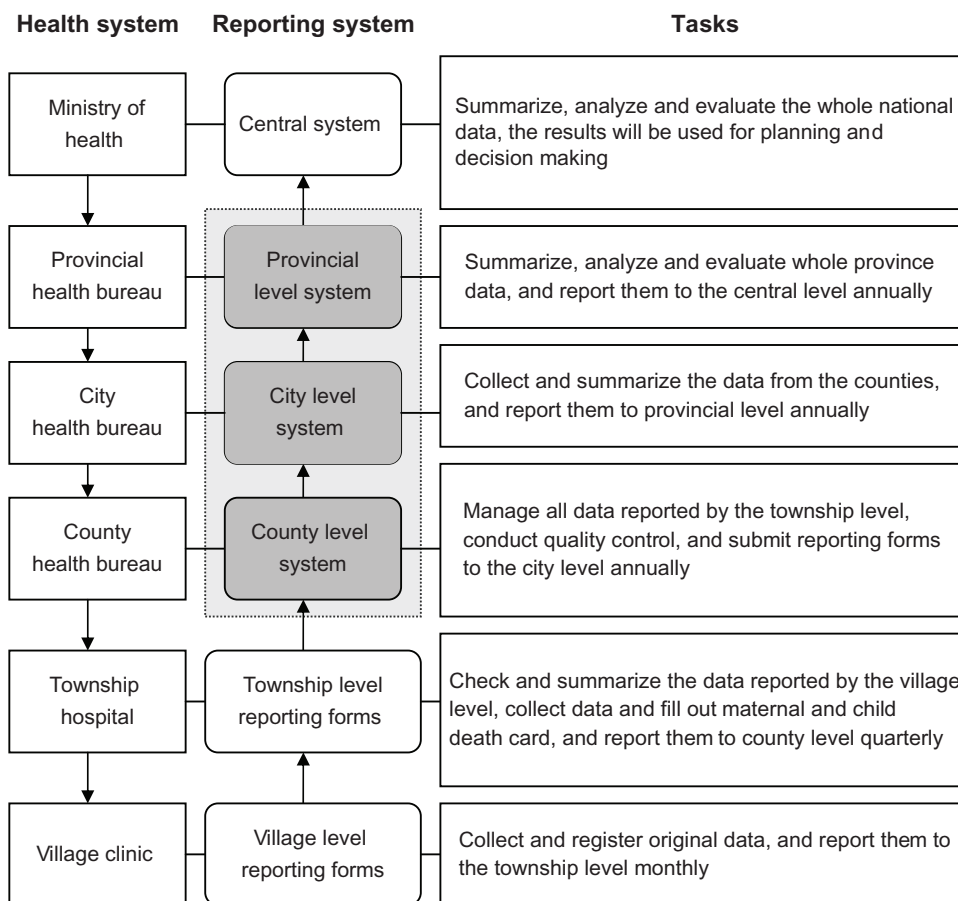 Health system
Reporting system
Tasks
Ministry of
health
Central system
Summarize, analyze and evaluate the whole national
data, the results will be used for planning and
decision making
Provincial
health bureau
Provincial
level system
Summarize, analyze and evaluate whole province
data, and report them to the central level annually
City
health bureau
City level
system
Collect and summarize the data from the counties,
and report them to provincial level annually
County
health bureau
County level
system
Manage all data reported by the township level,
conduct quality control, and submit reporting forms
to the city level annually
Township
hospital
Township level
reporting forms
Check and summarize the data reported by the village
level, collect data and fill out maternal and child
death card, and report them to county level quarterly
Village clinic
Village level
reporting forms
Collect and register original data, and report them to
the township level monthly